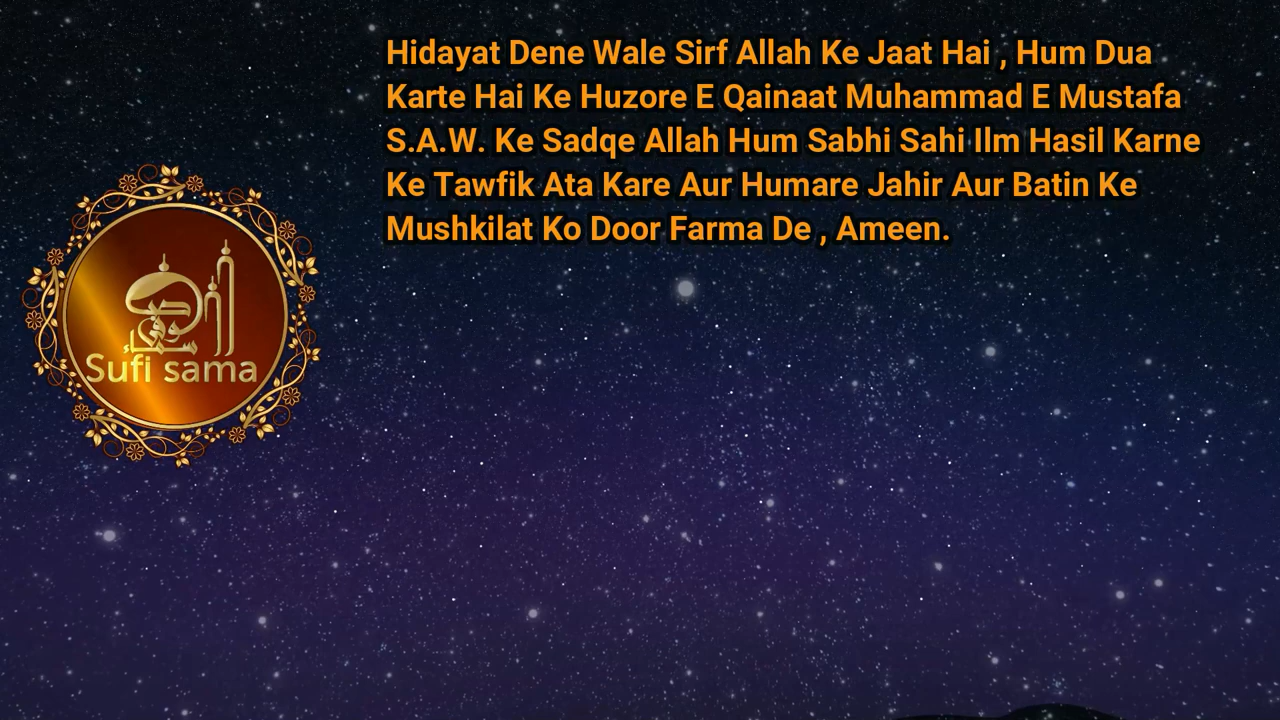 Hidayat Dene Wale Sirf Allah Ke Jaat Hai , Hum Dua
Karte Hai Ke Huzore E Qainaat Muhammad E Mustafa
S.A.W. Ke Sadqe Allah Hum Sabhi Sahi Ilm Hasil Karne
Ke Tawfik Ata Kare Aur Humare Jahir Aur Batin Ke
Mushkilat Ko Door Farma De , Ameen.
صوفی
سماء
Sufi sama